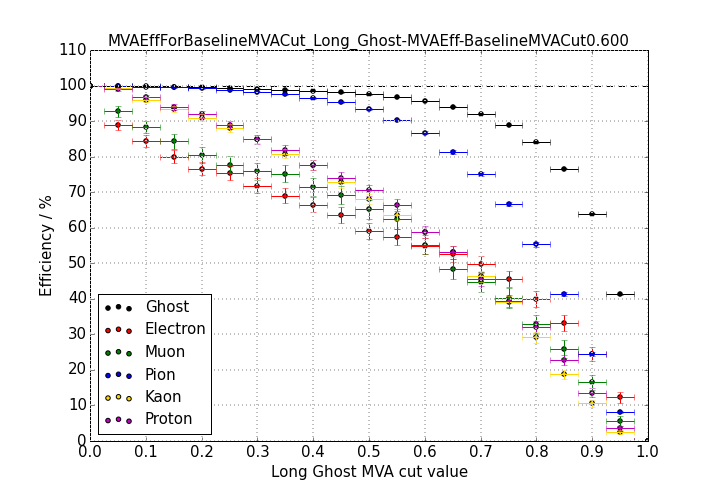 MVAEffForBaselineMVACut_Long_Ghost-MVAEff-BaselineMVACut0.600
110
100
90
80
70
60
50
40
30
20
10
0
Efficiency / %
Ghost
Electron
Muon
Pion
Kaon
Proton
0.0 0.1 0.2 0.3 0.4 0.5 0.6 0.7 0.8 0.9 1.0
Long Ghost MVA cut value